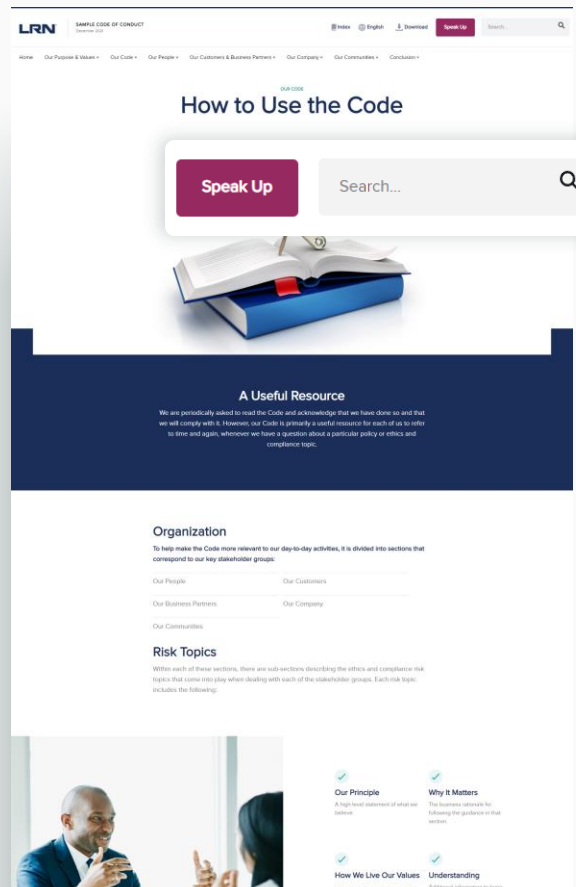 LRN
SAMPLE CODE OF CONDUCT
December 2021
Index English Download Speak Up Search...
Home Our Purpose & Values Our Code Our People Our Customers & Business Partners Our Company Our Communities Conclusion
OUR CODE
How to Use the Code
Speak Up Search...
A Useful Resource
We are periodically asked to read the Code and acknowledge that we have done so and that
we will comply with it. However, our Code is primarily a useful resource for each of us to refer
to time and again, whenever we have a question about a particular policy or ethics and
compliance topic.
Organization
To help make the Code more relevant to our day-to-day activities, it is divided into sections that
correspond to our key stakeholder groups:
Our People Our Customers
Our Business Partners Our Company
Our Communities
Risk Topics
Within each of these sections, there are sub-sections describing the ethics and compliance risk
topics that come into play when dealing with each of the stakeholder groups. Each risk topic
includes the following:
Our Principle Why It Matters
A high level statement of what we The business rationale for
believe. following the guidance in that
section.
How We Live Our Values Understanding